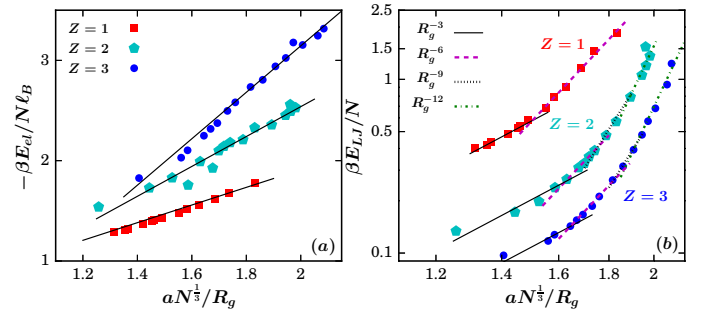 Z = 1
Z = 2
Z = 3
−βE_el/Nℓ_B
3
2
1
1.2 1.4 1.6 1.8 2.0
(a)
aN^{1/3}/R_g
R_g^{-3}
R_g^{-6}
R_g^{-9}
R_g^{-12}
Z = 1
Z = 2
Z = 3
βE_LJ/N
2.5
1.5
0.5
0.1
1.2 1.4 1.6 1.8 2
(b)
aN^{1/3}/R_g